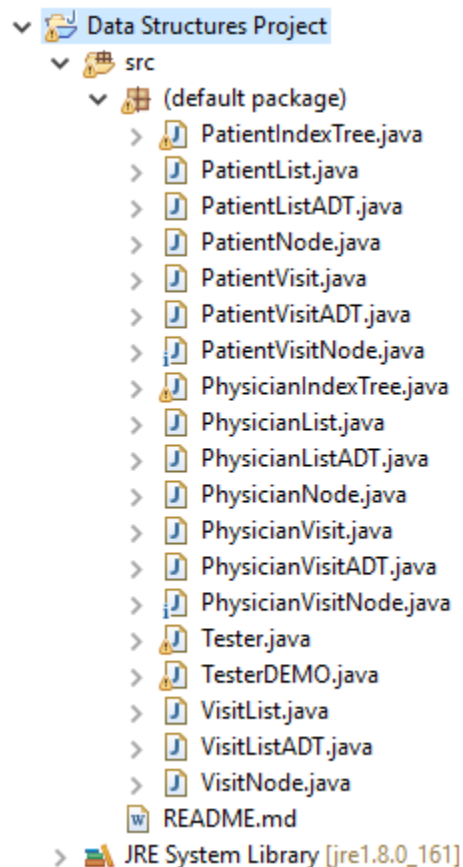 Data Structures Project
src
(default package)
PatientIndexTree.java
PatientList.java
PatientListADT.java
PatientNode.java
PatientVisit.java
PatientVisitADT.java
PatientVisitNode.java
PhysicianIndexTree.java
PhysicianList.java
PhysicianListADT.java
PhysicianNode.java
PhysicianVisit.java
PhysicianVisitADT.java
PhysicianVisitNode.java
Tester.java
TesterDEMO.java
VisitList.java
VisitListADT.java
VisitNode.java
README.md
JRE System Library [jre1.8.0_161]